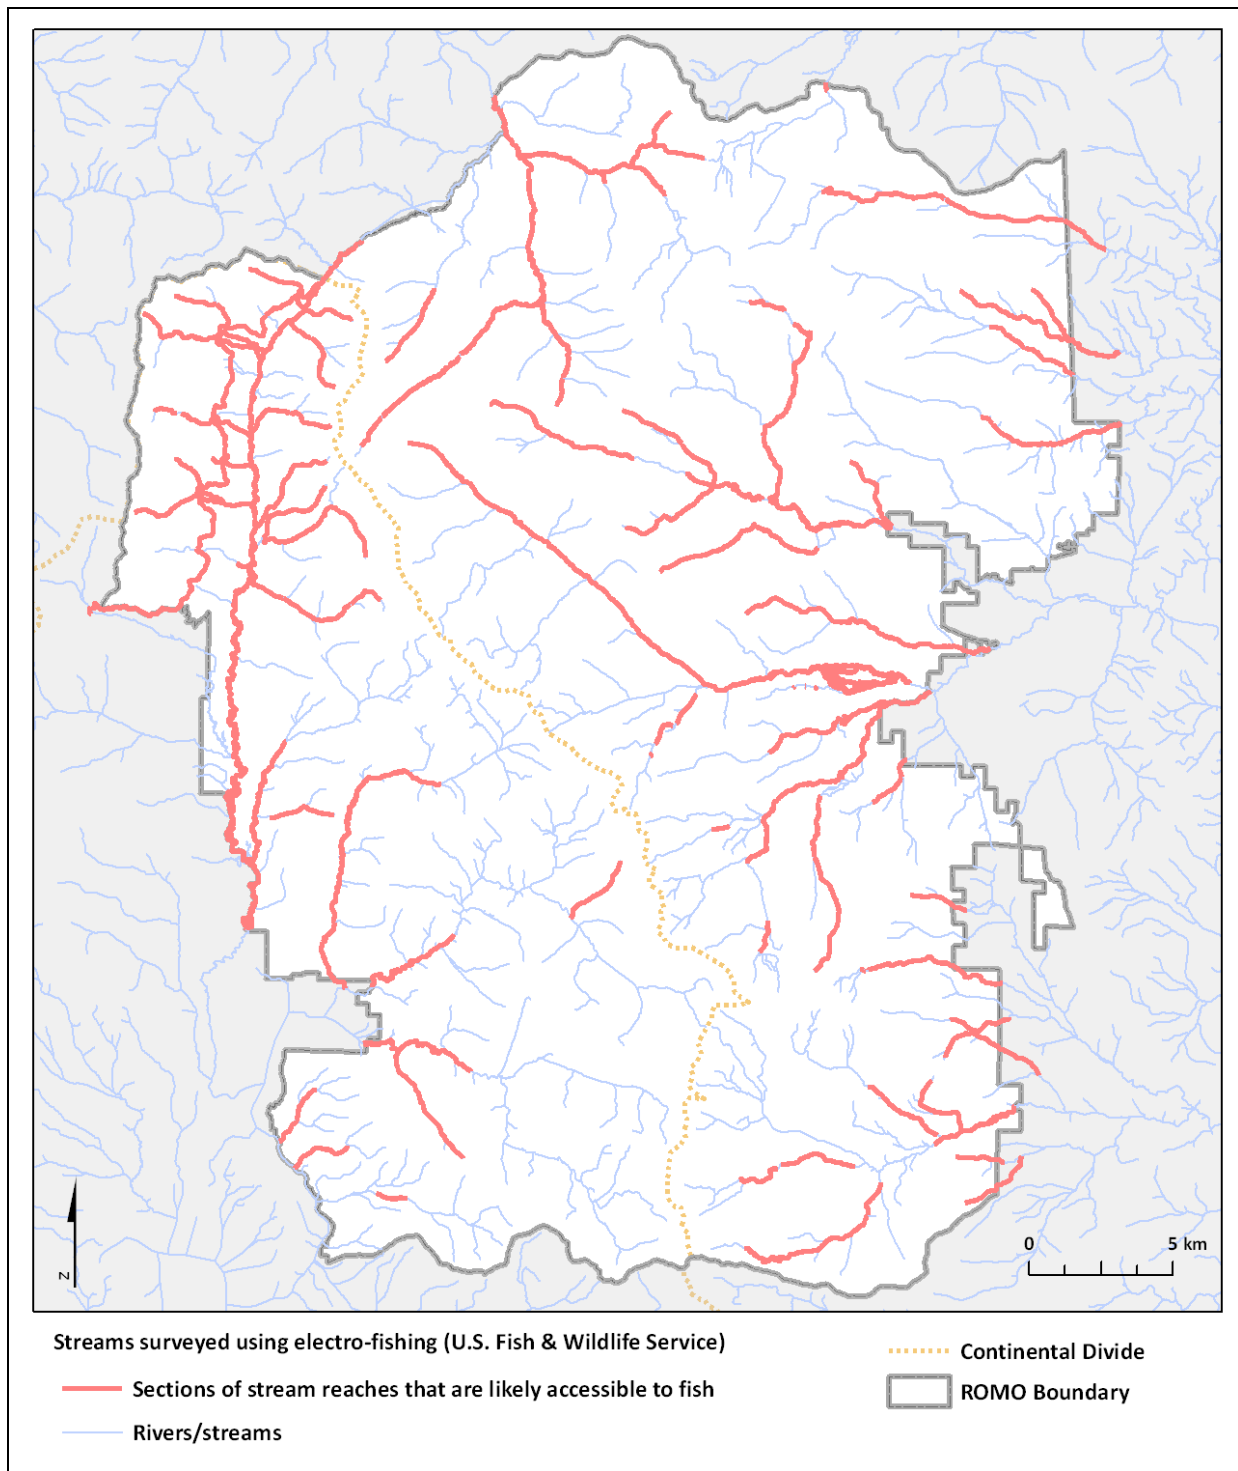 0 5 km
N
Streams surveyed using electro-fishing (U.S. Fish & Wildlife Service)
Sections of stream reaches that are likely accessible to fish
Rivers/streams
Continental Divide
ROMO Boundary